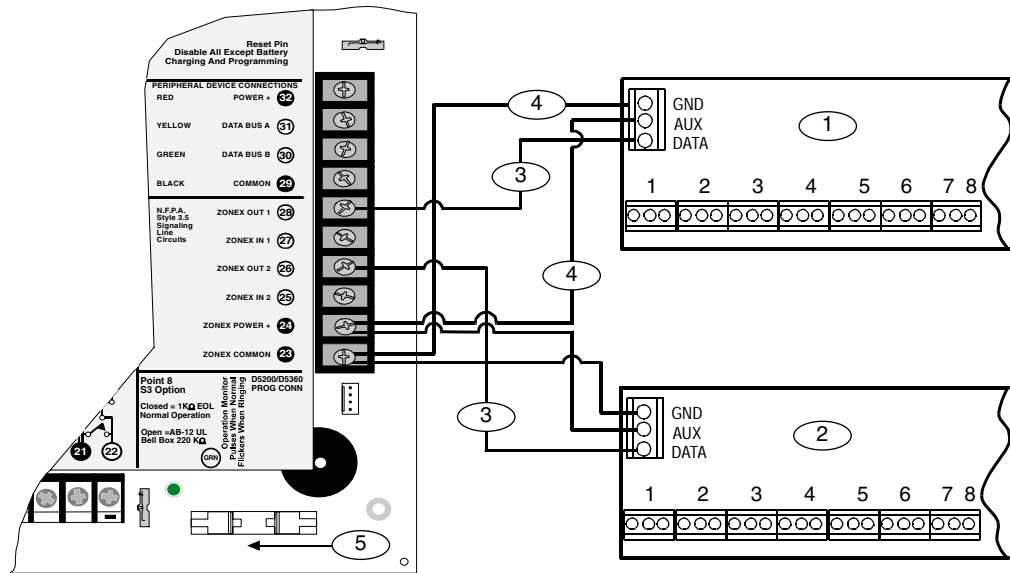 Reset Pin
Disable All Except Battery
Charging And Programming
PERIPHERAL DEVICE CONNECTIONS
RED POWER + 32
YELLOW DATA BUS A 31
GREEN DATA BUS B 30
BLACK COMMON 29
N.F.P.A.
Style 3.5
Signaling
Line
Circuits
ZONEX OUT 1 28
ZONEX IN 1 27
ZONEX OUT 2 26
ZONEX IN 2 25
ZONEX POWER + 24
ZONEX COMMON 23
Point 8
S3 Option
Closed = 1KΩ EOL
Normal Operation
Open =AB-12 UL
Bell Box 220 KΩ
21 22
Operation Monitor
Pulses When Normal
Flickers When Ringing
GRN
D5200/D5360
PROG CONN
5
4
3
4
3
GND
AUX
DATA
1
1 2 3 4 5 6 7 8
GND
AUX
DATA
2
1 2 3 4 5 6 7 8